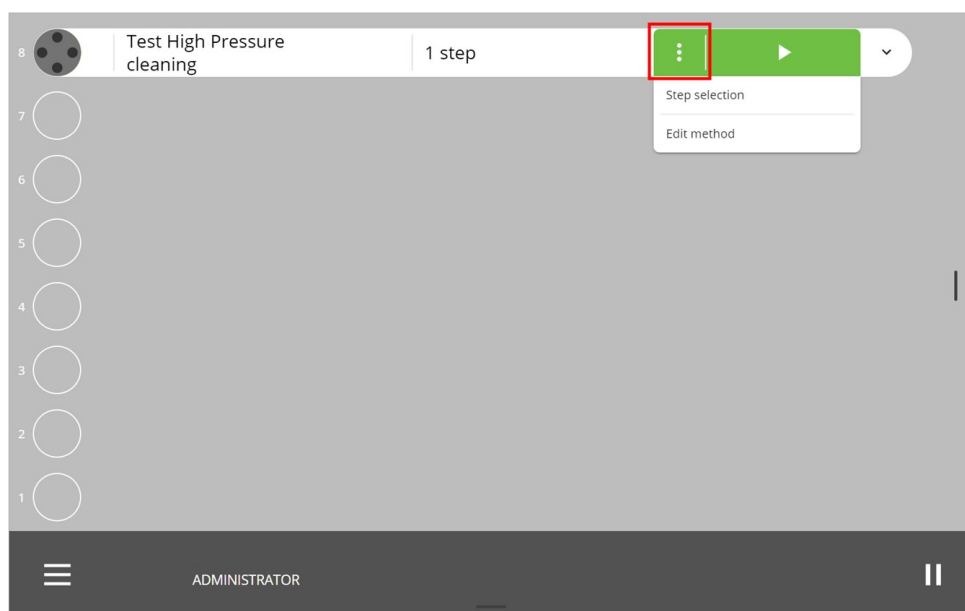 8
Test High Pressure
cleaning
1 step
Step selection
Edit method
7
6
5
4
3
2
1
ADMINISTRATOR